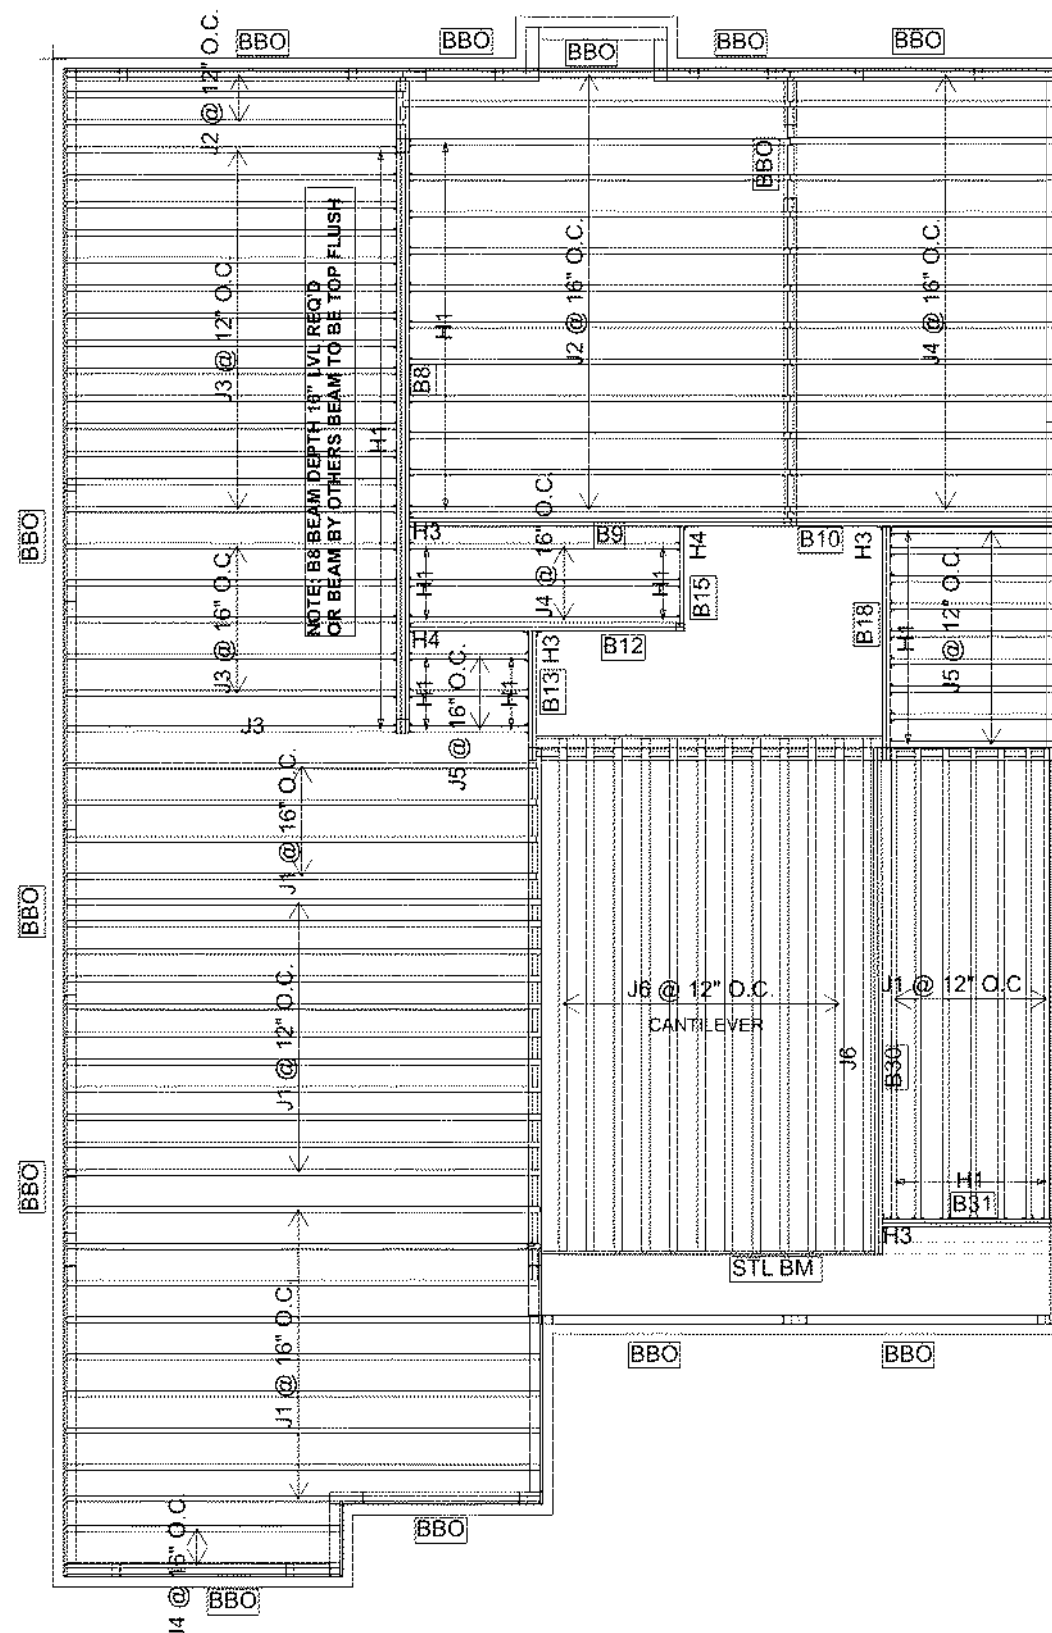 BBO
BBO
BBO
BBO
BBO
J2 @ 12" O.C.
BBO
J3 @ 12" O.C.
NOTE: B8 BEAM DEPTH 16" LVL REQ'D
OR BEAM BY OTHERS BEAM TO BE TOP FLUSH
H1
H1
B8
J2 @ 16" O.C.
J4 @ 16" O.C.
BBO
J3 @ 16" O.C.
H3
B9
H4
B10
H3
H1
J4 @ 16" O.C.
H1
B15
B18
H1
J5 @ 12" O.C.
H4
B12
H3
B13
H1
J5 @ 16" O.C.
H1
J3
J1 @ 16" O.C.
BBO
J1 @ 12" O.C.
J6 @ 12" O.C.
CANTILEVER
J6
J1 @ 12" O.C
B30
BBO
H1
B31
H3
STL BM
J1 @ 16" O.C.
BBO
BBO
BBO
J4 @ 16" O.C.
BBO